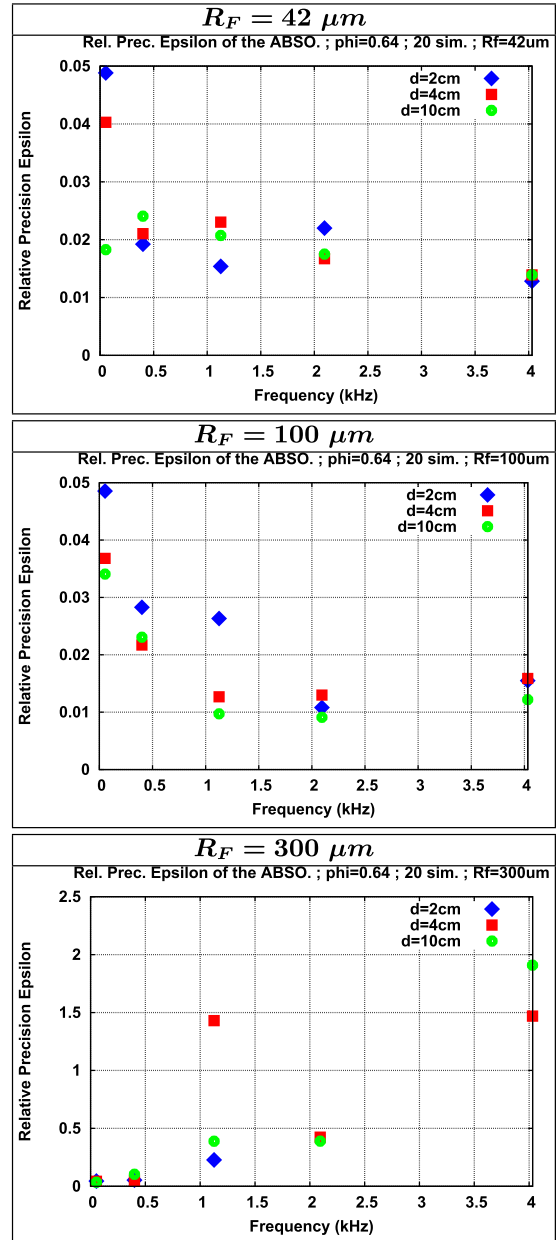 R_F = 42 μm
Rel. Prec. Epsilon of the ABSO. ; phi=0.64 ; 20 sim. ; Rf=42um
0.05
0.04
0.03
0.02
0.01
0
Relative Precision Epsilon
d=2cm
d=4cm
d=10cm
0 0.5 1 1.5 2 2.5 3 3.5 4
Frequency (kHz)
R_F = 100 μm
Rel. Prec. Epsilon of the ABSO. ; phi=0.64 ; 20 sim. ; Rf=100um
0.05
0.04
0.03
0.02
0.01
0
Relative Precision Epsilon
d=2cm
d=4cm
d=10cm
0 0.5 1 1.5 2 2.5 3 3.5 4
Frequency (kHz)
R_F = 300 μm
Rel. Prec. Epsilon of the ABSO. ; phi=0.64 ; 20 sim. ; Rf=300um
2.5
2
1.5
1
0.5
0
Relative Precision Epsilon
d=2cm
d=4cm
d=10cm
0 0.5 1 1.5 2 2.5 3 3.5 4
Frequency (kHz)